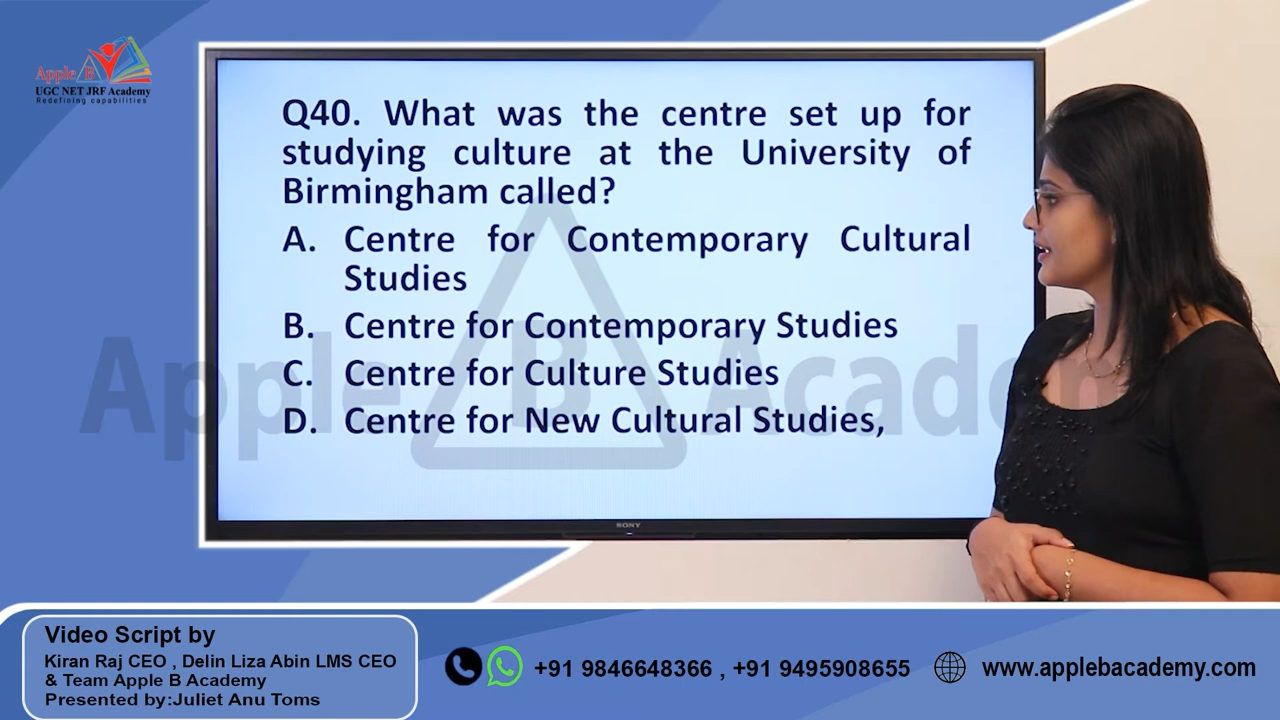 Apple B
UGC NET JRF Academy
Redefining capabilities
Q40. What was the centre set up for
studying culture at the University of
Birmingham called?
A. Centre for Contemporary Cultural
Studies
B. Centre for Contemporary Studies
C. Centre for Culture Studies
D. Centre for New Cultural Studies,
Apple B Academ
SONY
Video Script by
Kiran Raj CEO , Delin Liza Abin LMS CEO
& Team Apple B Academy
Presented by:Juliet Anu Toms
+91 9846648366 , +91 9495908655
www.applebacademy.com